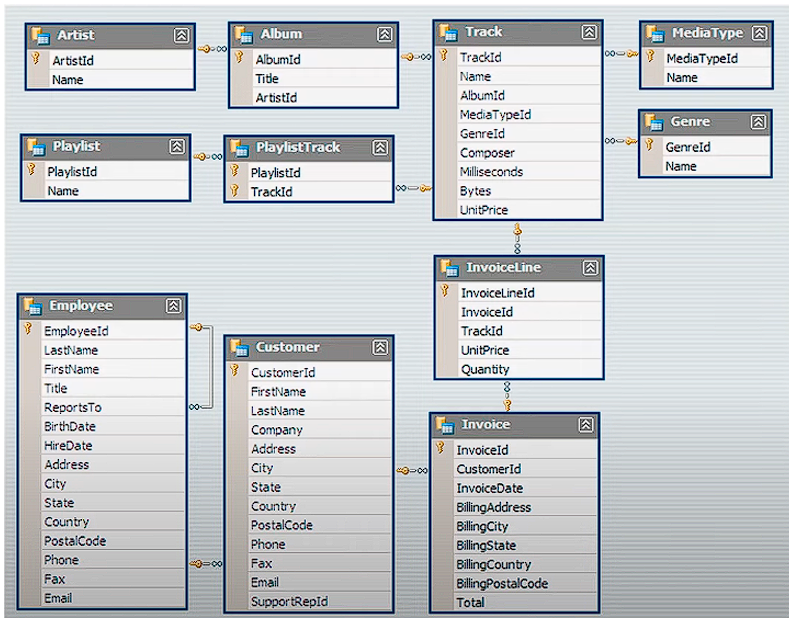 Artist
ArtistId
Name
Album
AlbumId
Title
ArtistId
Track
TrackId
Name
AlbumId
MediaTypeId
GenreId
Composer
Milliseconds
Bytes
UnitPrice
MediaType
MediaTypeId
Name
Genre
GenreId
Name
Playlist
PlaylistId
Name
PlaylistTrack
PlaylistId
TrackId
InvoiceLine
InvoiceLineId
InvoiceId
TrackId
UnitPrice
Quantity
Employee
EmployeeId
LastName
FirstName
Title
ReportsTo
BirthDate
HireDate
Address
City
State
Country
PostalCode
Phone
Fax
Email
Customer
CustomerId
FirstName
LastName
Company
Address
City
State
Country
PostalCode
Phone
Fax
Email
SupportRepId
Invoice
InvoiceId
CustomerId
InvoiceDate
BillingAddress
BillingCity
BillingState
BillingCountry
BillingPostalCode
Total